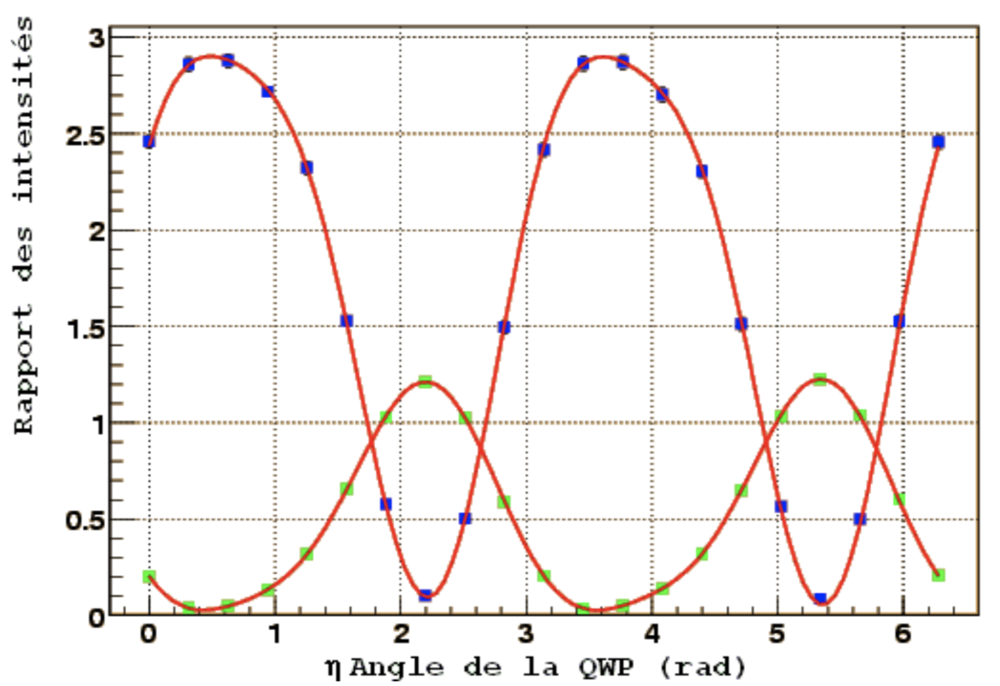 Rapport des intensités
3
2.5
2
1.5
1
0.5
0
0 1 2 3 4 5 6
η Angle de la QWP (rad)